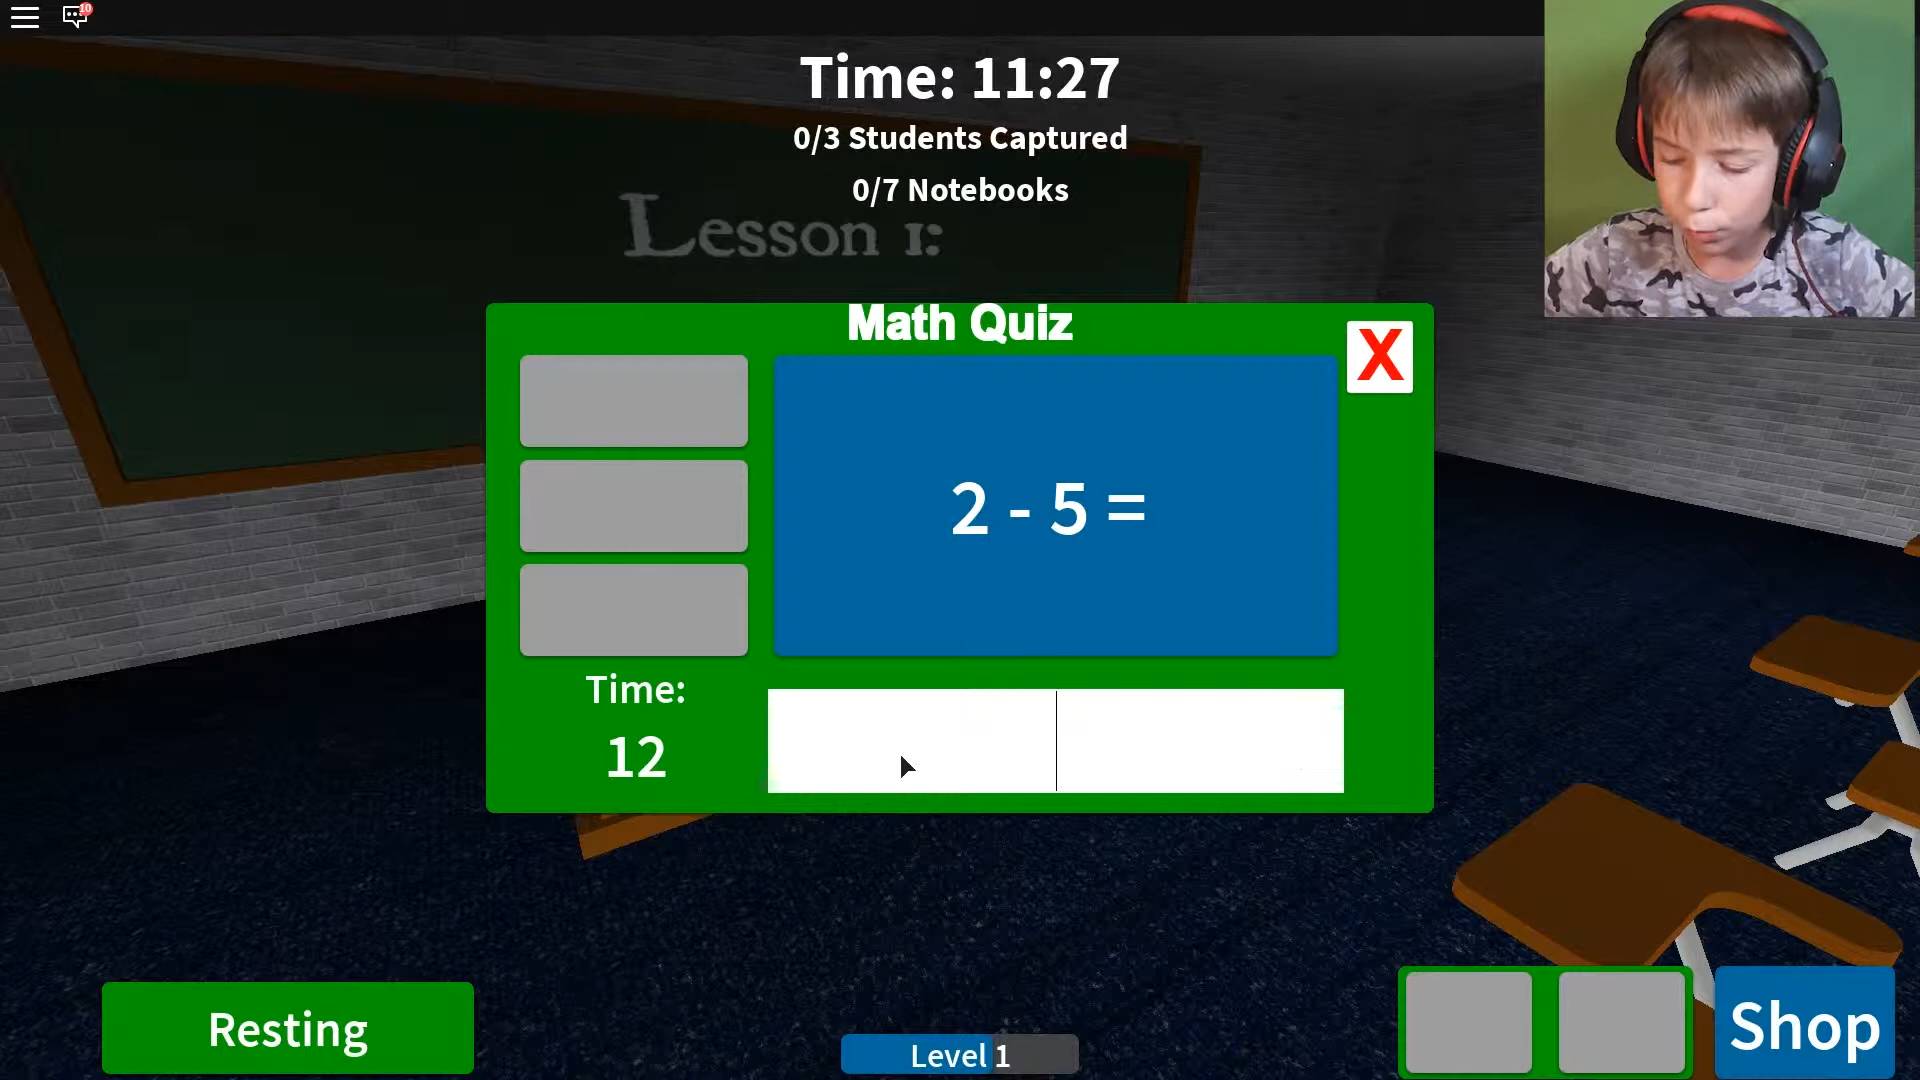 10
Time: 11:27
0/3 Students Captured
0/7 Notebooks
Lesson 1:
Math Quiz
X
2 - 5 =
Time:
12
Resting
Level 1
Shop